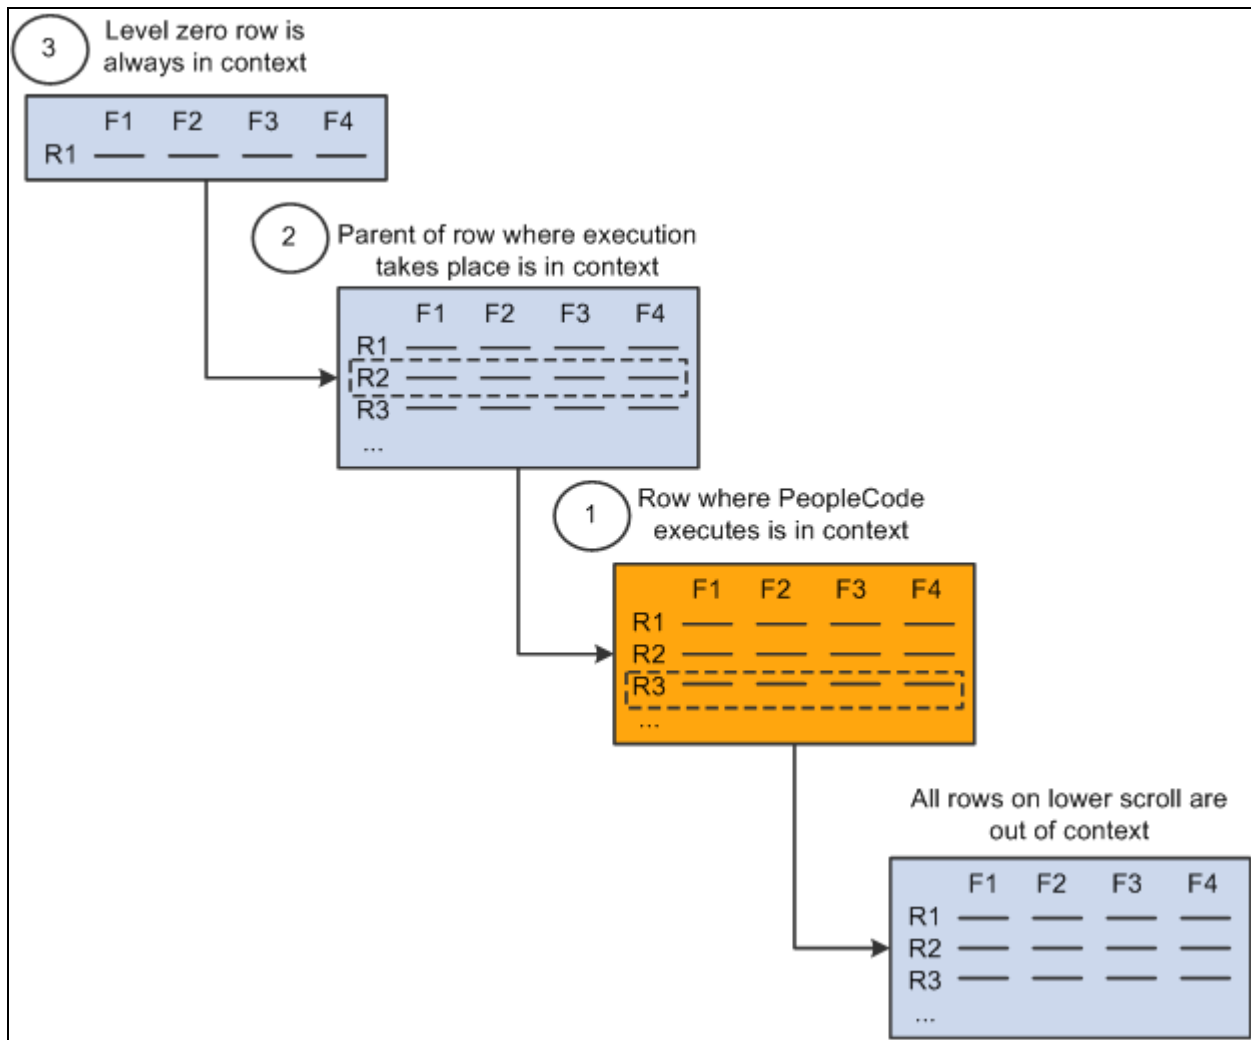 3
Level zero row is
always in context
F1 F2 F3 F4
R1
2
Parent of row where execution
takes place is in context
F1 F2 F3 F4
R1
R2
R3
...
1
Row where PeopleCode
executes is in context
F1 F2 F3 F4
R1
R2
R3
...
All rows on lower scroll are
out of context
F1 F2 F3 F4
R1
R2
R3
...